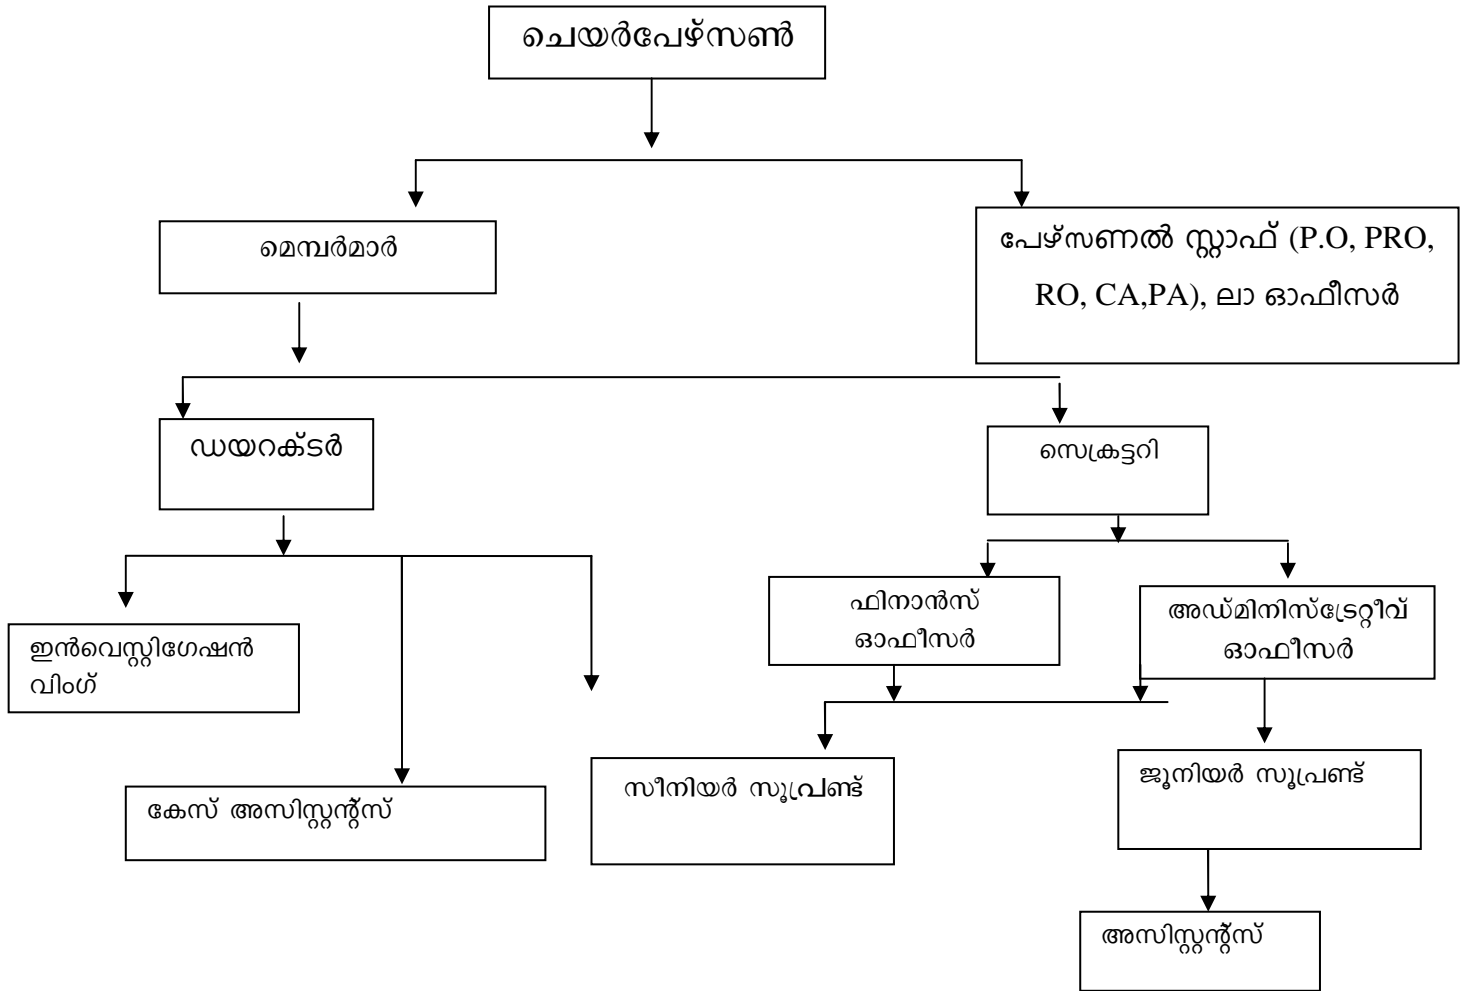 ചെയർപേഴ്സൺ
മെമ്പർമാർ
പേഴ്സണൽ സ്റ്റാഫ് (P.O, PRO,
RO, CA,PA), ലാ ഓഫീസർ
ഡയറക്ടർ
സെക്രട്ടറി
ഫിനാൻസ്
ഓഫീസർ
അഡ്മിനിസ്ട്രേറ്റീവ്
ഓഫീസർ
ഇൻവെസ്റ്റിഗേഷൻ
വിംഗ്
സീനിയർ സൂപ്രണ്ട്
ജൂനിയർ സൂപ്രണ്ട്
കേസ് അസിസ്റ്റന്റ്സ്
അസിസ്റ്റന്റ്സ്